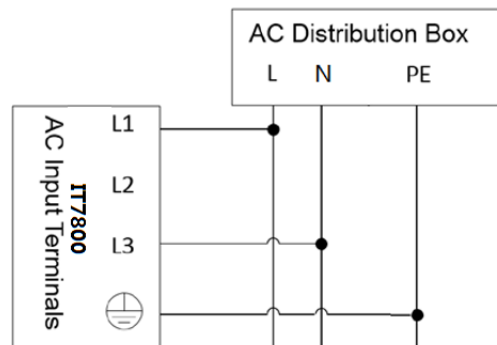 AC Distribution Box
L N PE
AC Input Terminals
IT7800
L1
L2
L3